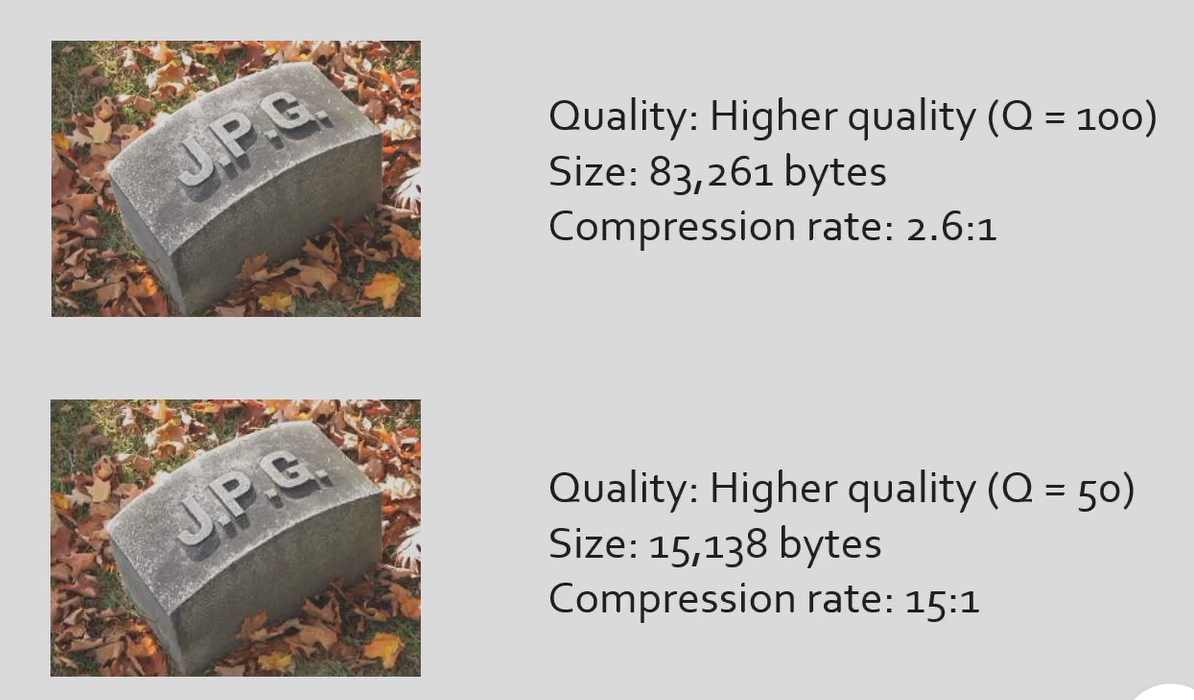 J.P.G.
Quality: Higher quality (Q = 100)
Size: 83,261 bytes
Compression rate: 2.6:1
J.P.G.
Quality: Higher quality (Q = 50)
Size: 15,138 bytes
Compression rate: 15:1